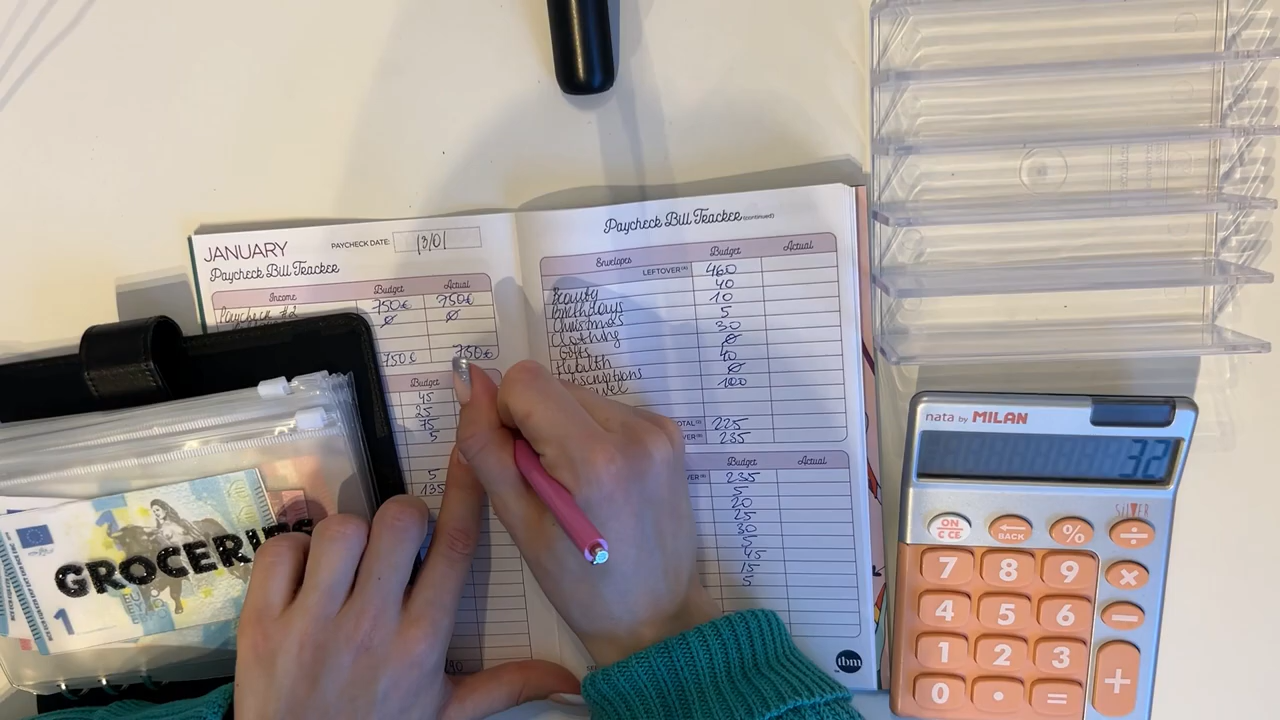 JANUARY
PAYCHECK DATE: 13/01
Paycheck Bill Tracker
Income Budget Actual
Paycheck #2 750€ 750€
Ø Ø
750€ 750€
Budget
45
25
75
5
5
135
Paycheck Bill Tracker (continued)
Envelopes Budget Actual
LEFTOVER(A) 460
Beauty 40
Birthdays 10
Christmas 5
Clothing 30
Gifts Ø
Health 40
Subscriptions Ø
100
225
235
Budget Actual
235
5
20
25
30
5
45
15
5
tbm
GROCERIES
1
1
nata by MILAN
32
SILVER
ON
C CE
BACK
% ÷
7 8 9 ×
4 5 6 −
1 2 3 +
0 · =